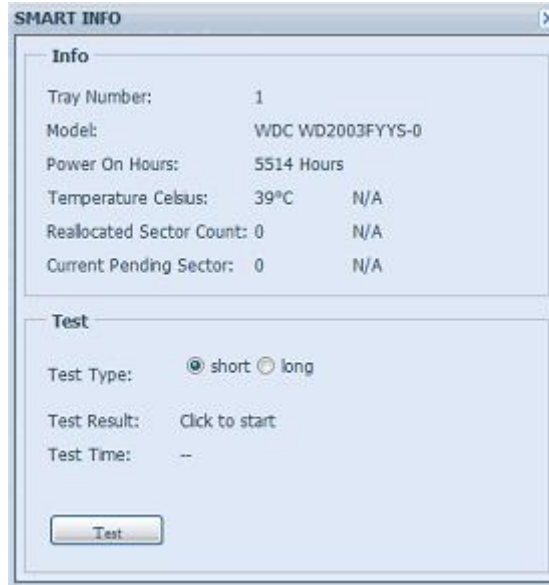 SMART INFO
Info
Tray Number: 1
Model: WDC WD2003FYYS-0
Power On Hours: 5514 Hours
Temperature Celsius: 39°C N/A
Reallocated Sector Count: 0 N/A
Current Pending Sector: 0 N/A
Test
Test Type: short long
Test Result: Click to start
Test Time: --
Test